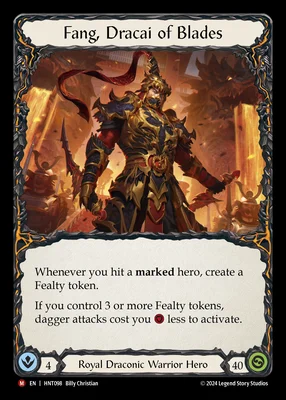 Fang, Dracai of Blades
Whenever you hit a marked hero, create a
Fealty token.
If you control 3 or more Fealty tokens,
dagger attacks cost you less to activate.
4 Royal Draconic Warrior Hero 40
M EN | HNT098 Billy Christian © 2024 Legend Story Studios